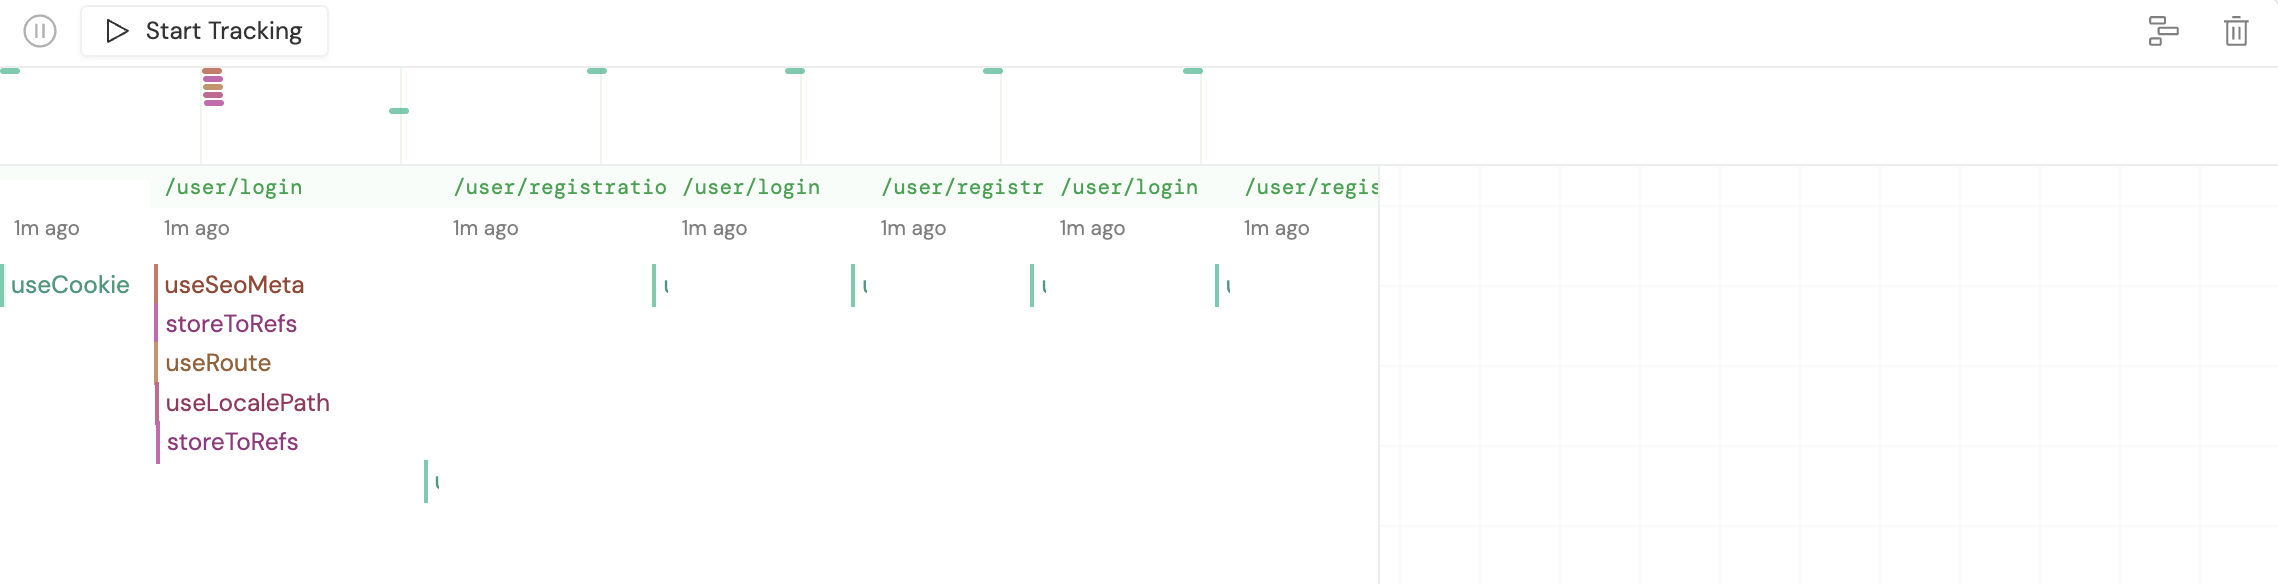 Start Tracking
/user/login /user/registratio /user/login /user/registr /user/login /user/regis
1m ago 1m ago 1m ago 1m ago 1m ago 1m ago 1m ago
useCookie useSeoMeta
storeToRefs
useRoute
useLocalePath
storeToRefs